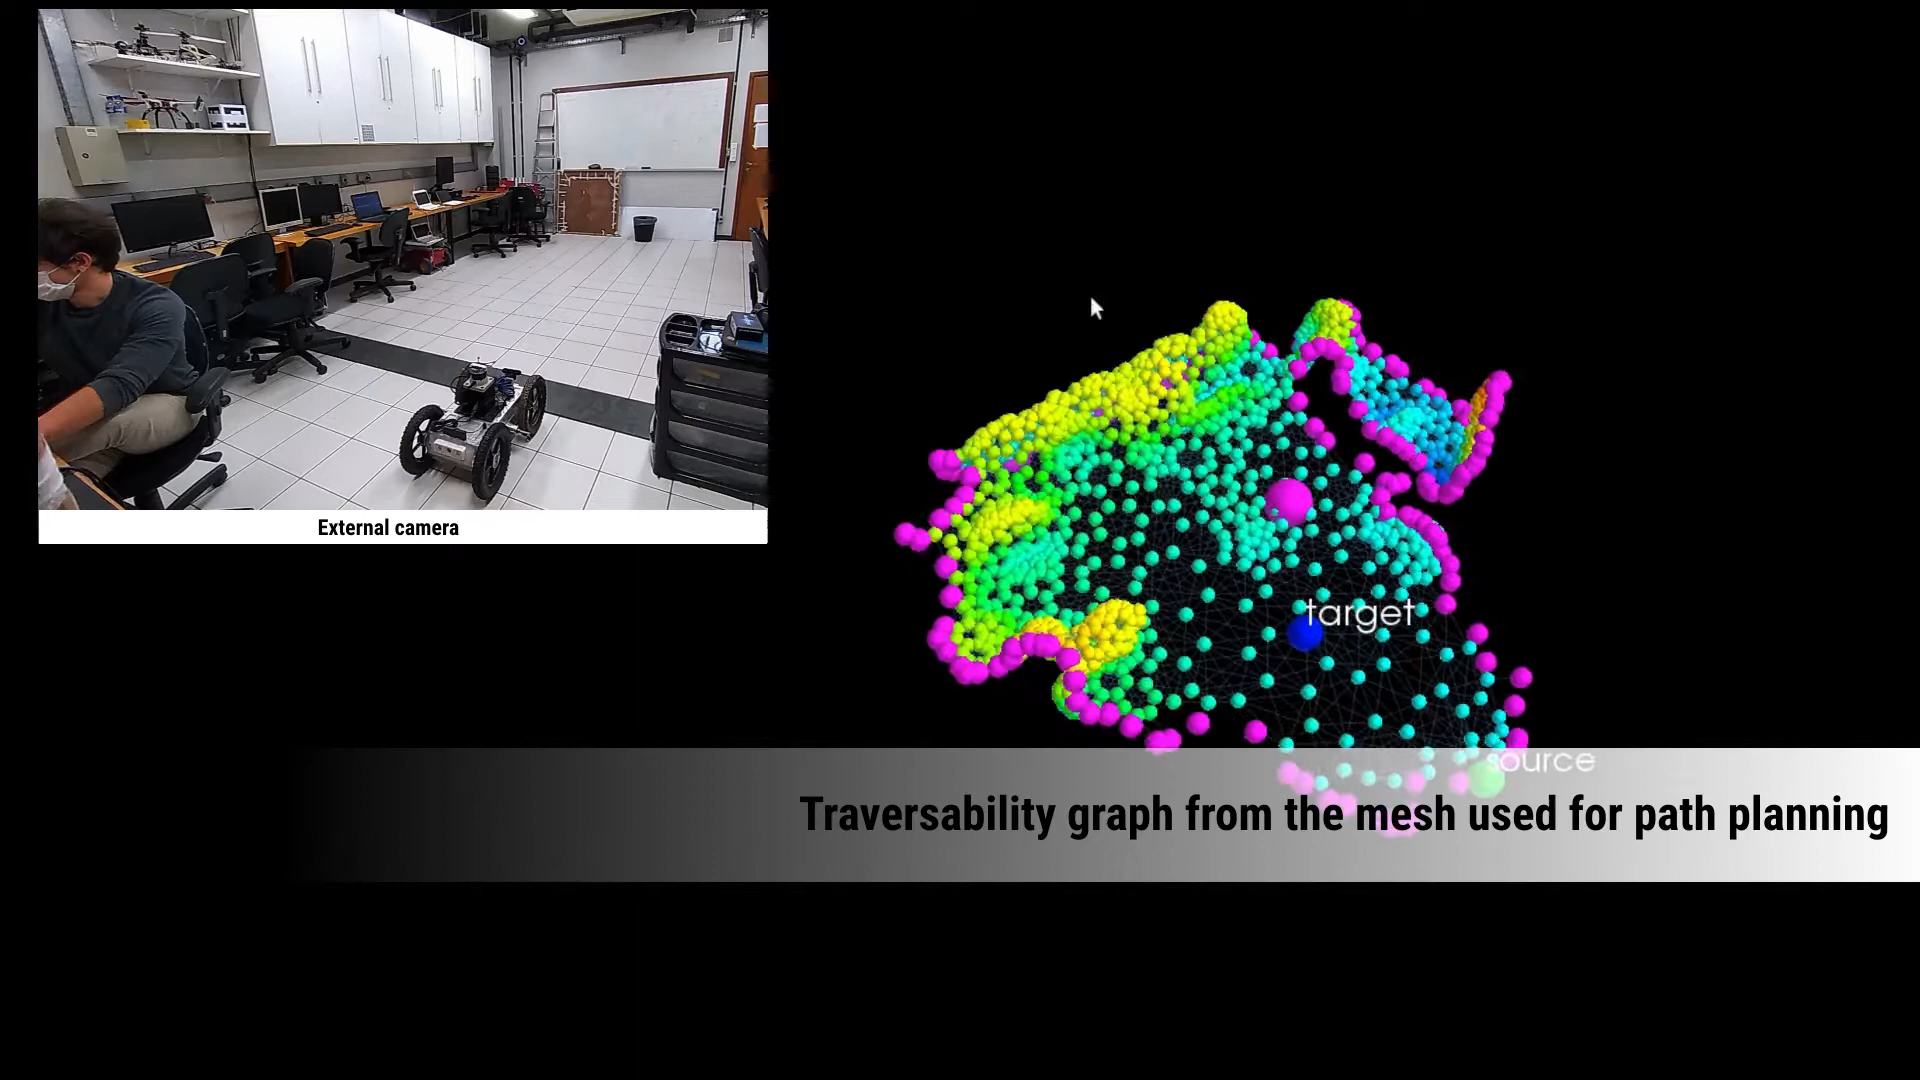 External camera
target
source
Traversability graph from the mesh used for path planning